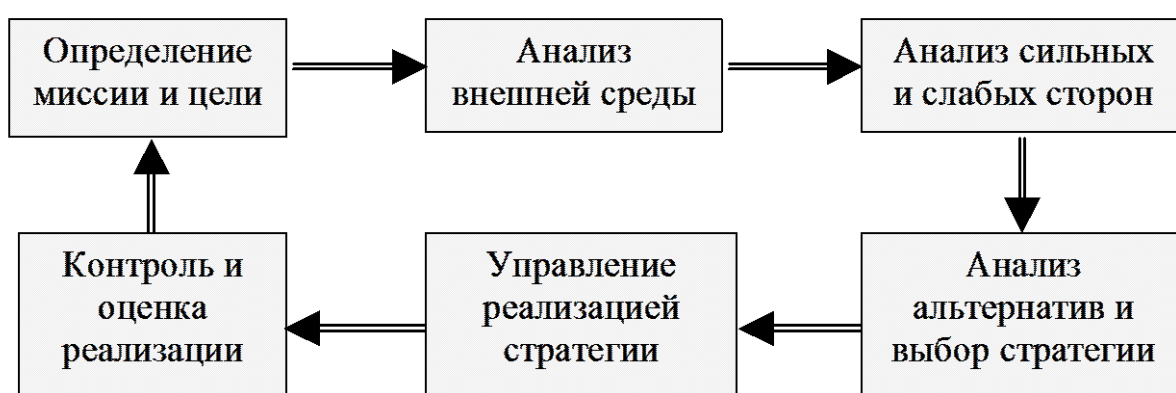 Определение
миссии и цели
Анализ
внешней среды
Анализ сильных
и слабых сторон
Анализ
альтернатив и
выбор стратегии
Управление
реализацией
стратегии
Контроль и
оценка
реализации